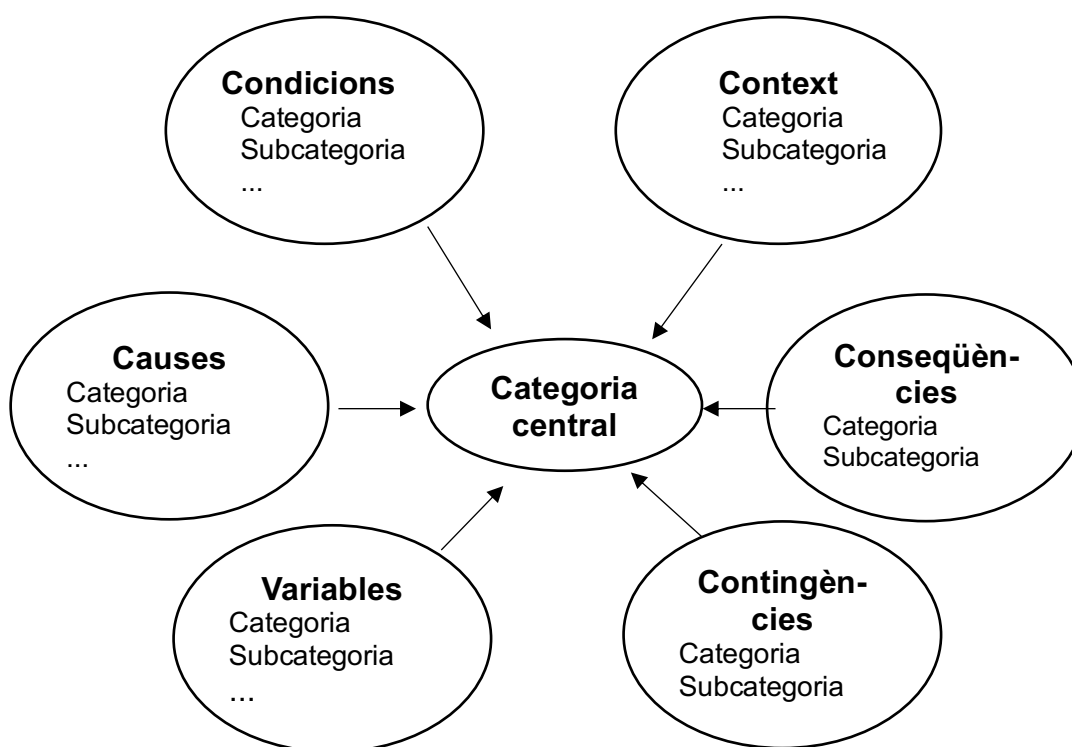 Condicions
Categoria
Subcategoria
...
Context
Categoria
Subcategoria
...
Causes
Categoria
Subcategoria
...
Categoria
central
Conseqüèn-
cies
Categoria
Subcategoria
Variables
Categoria
Subcategoria
...
Contingèn-
cies
Categoria
Subcategoria